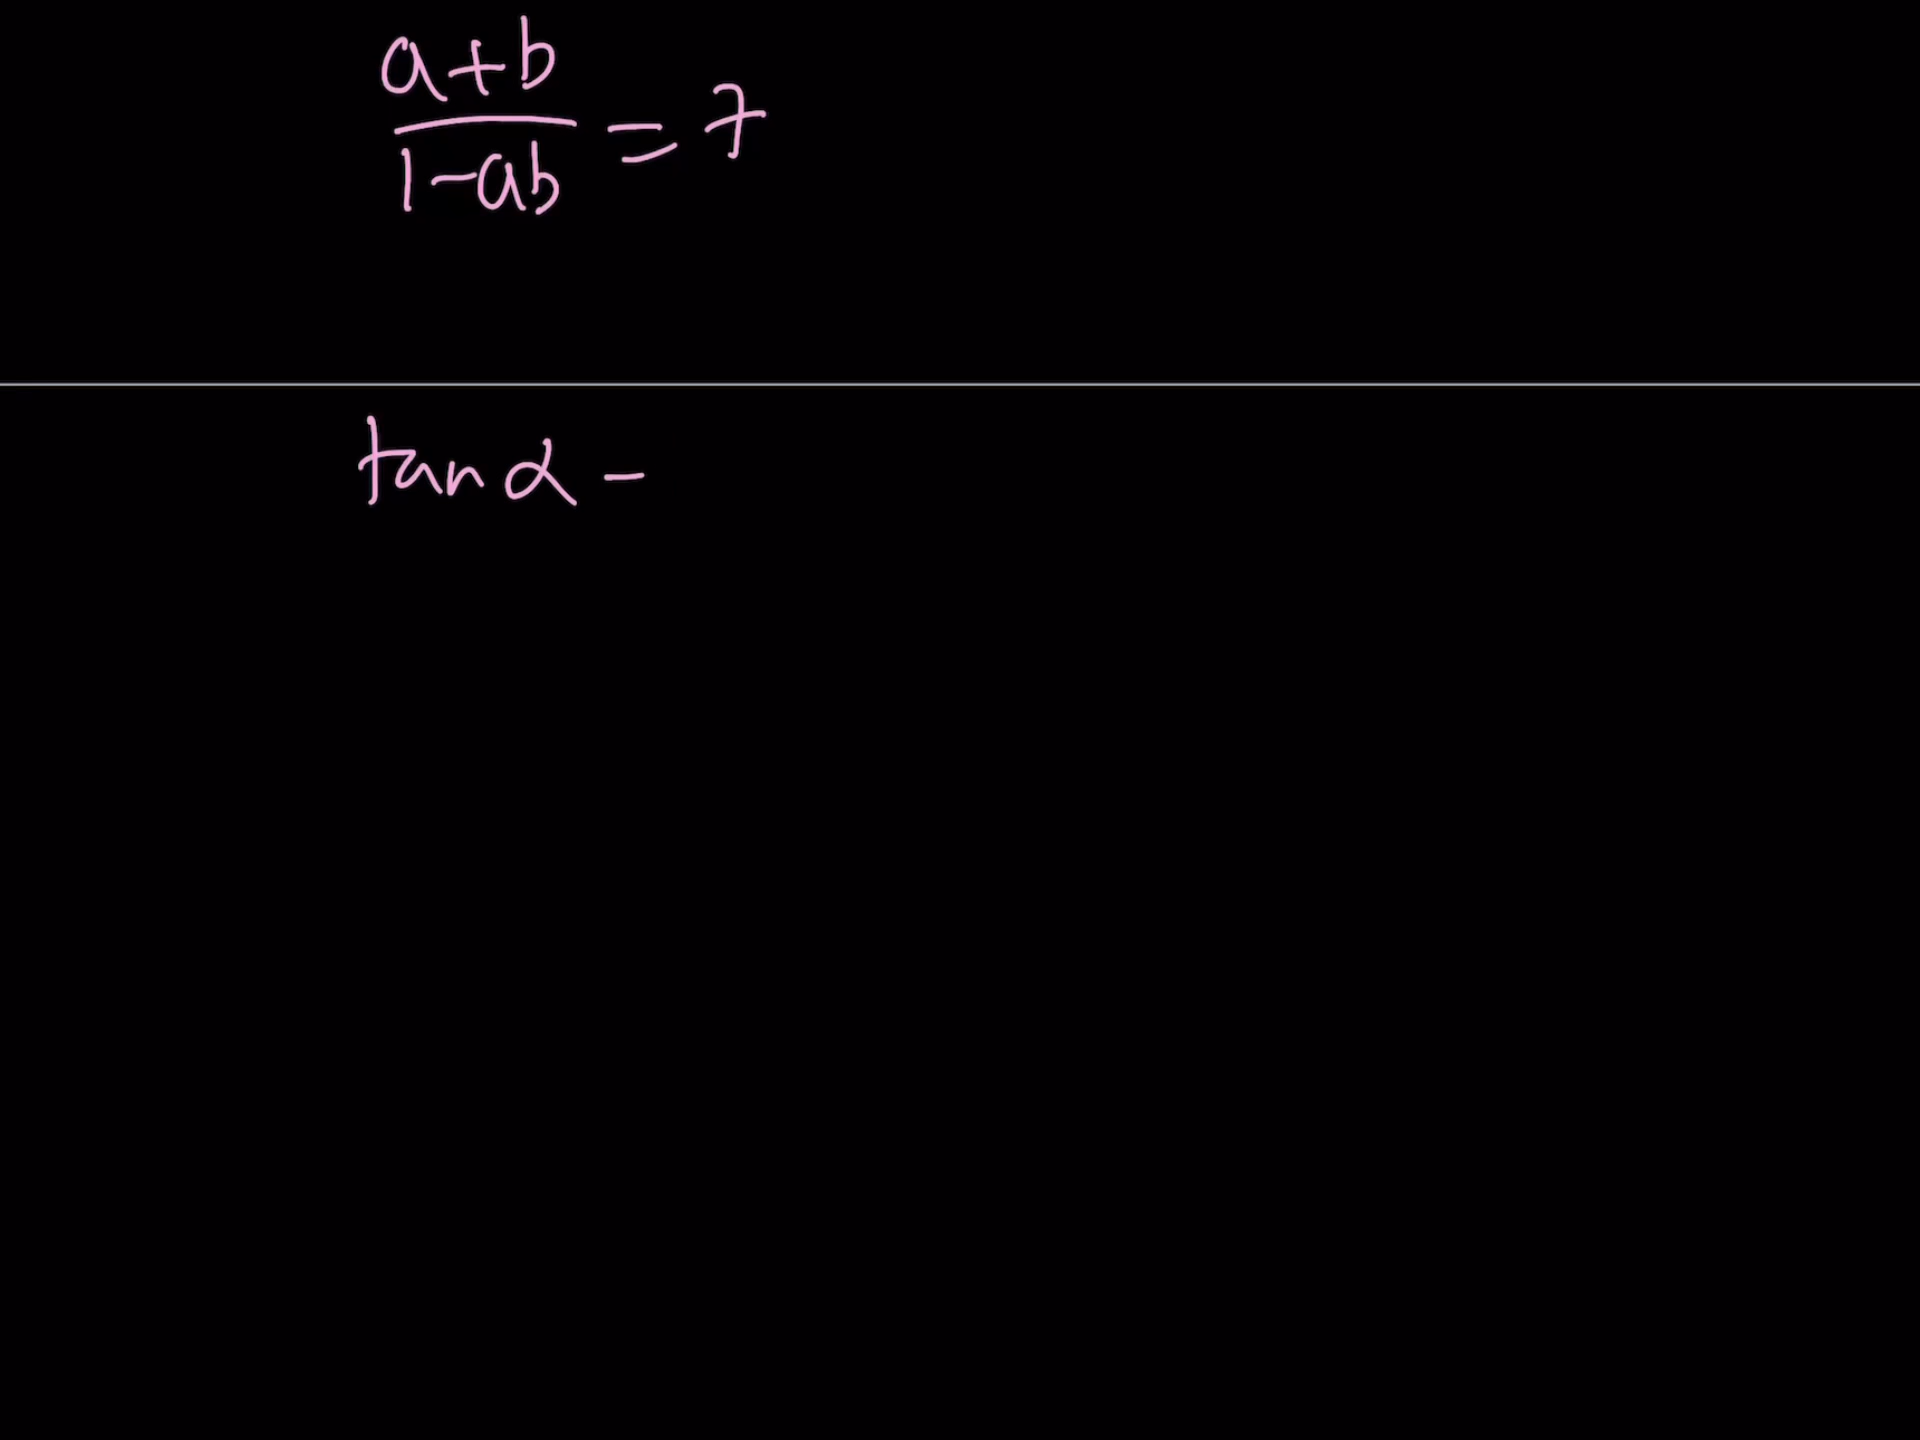 a+b
1-ab = 7
tan α -